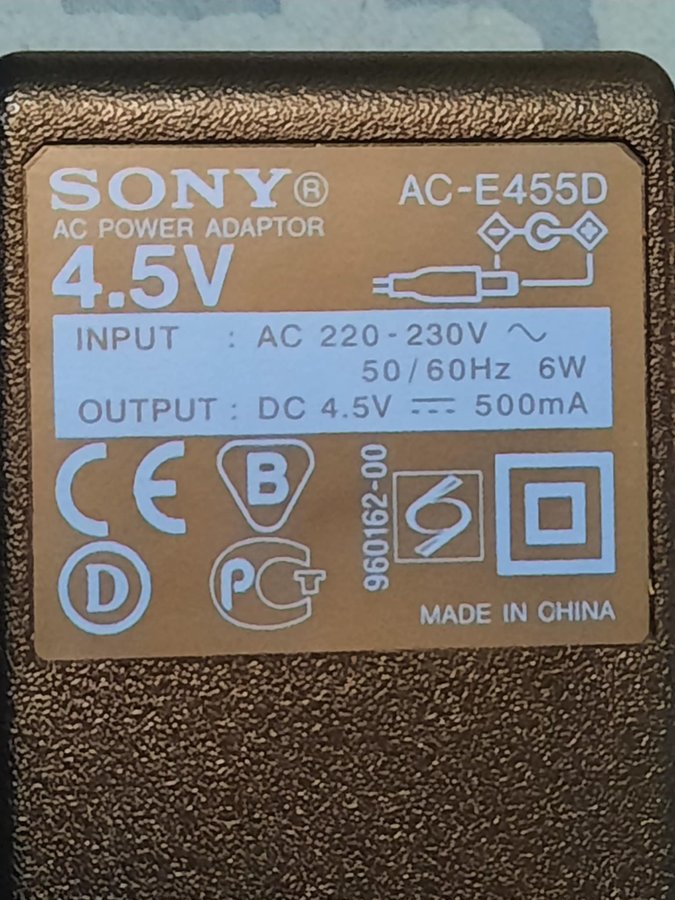 SONY®
AC-E455D
AC POWER ADAPTOR
4.5V
INPUT : AC 220-230V ~
50/60Hz 6W
OUTPUT : DC 4.5V ⎓ 500mA
CE
B
960162-00
S
D
PCT
MADE IN CHINA